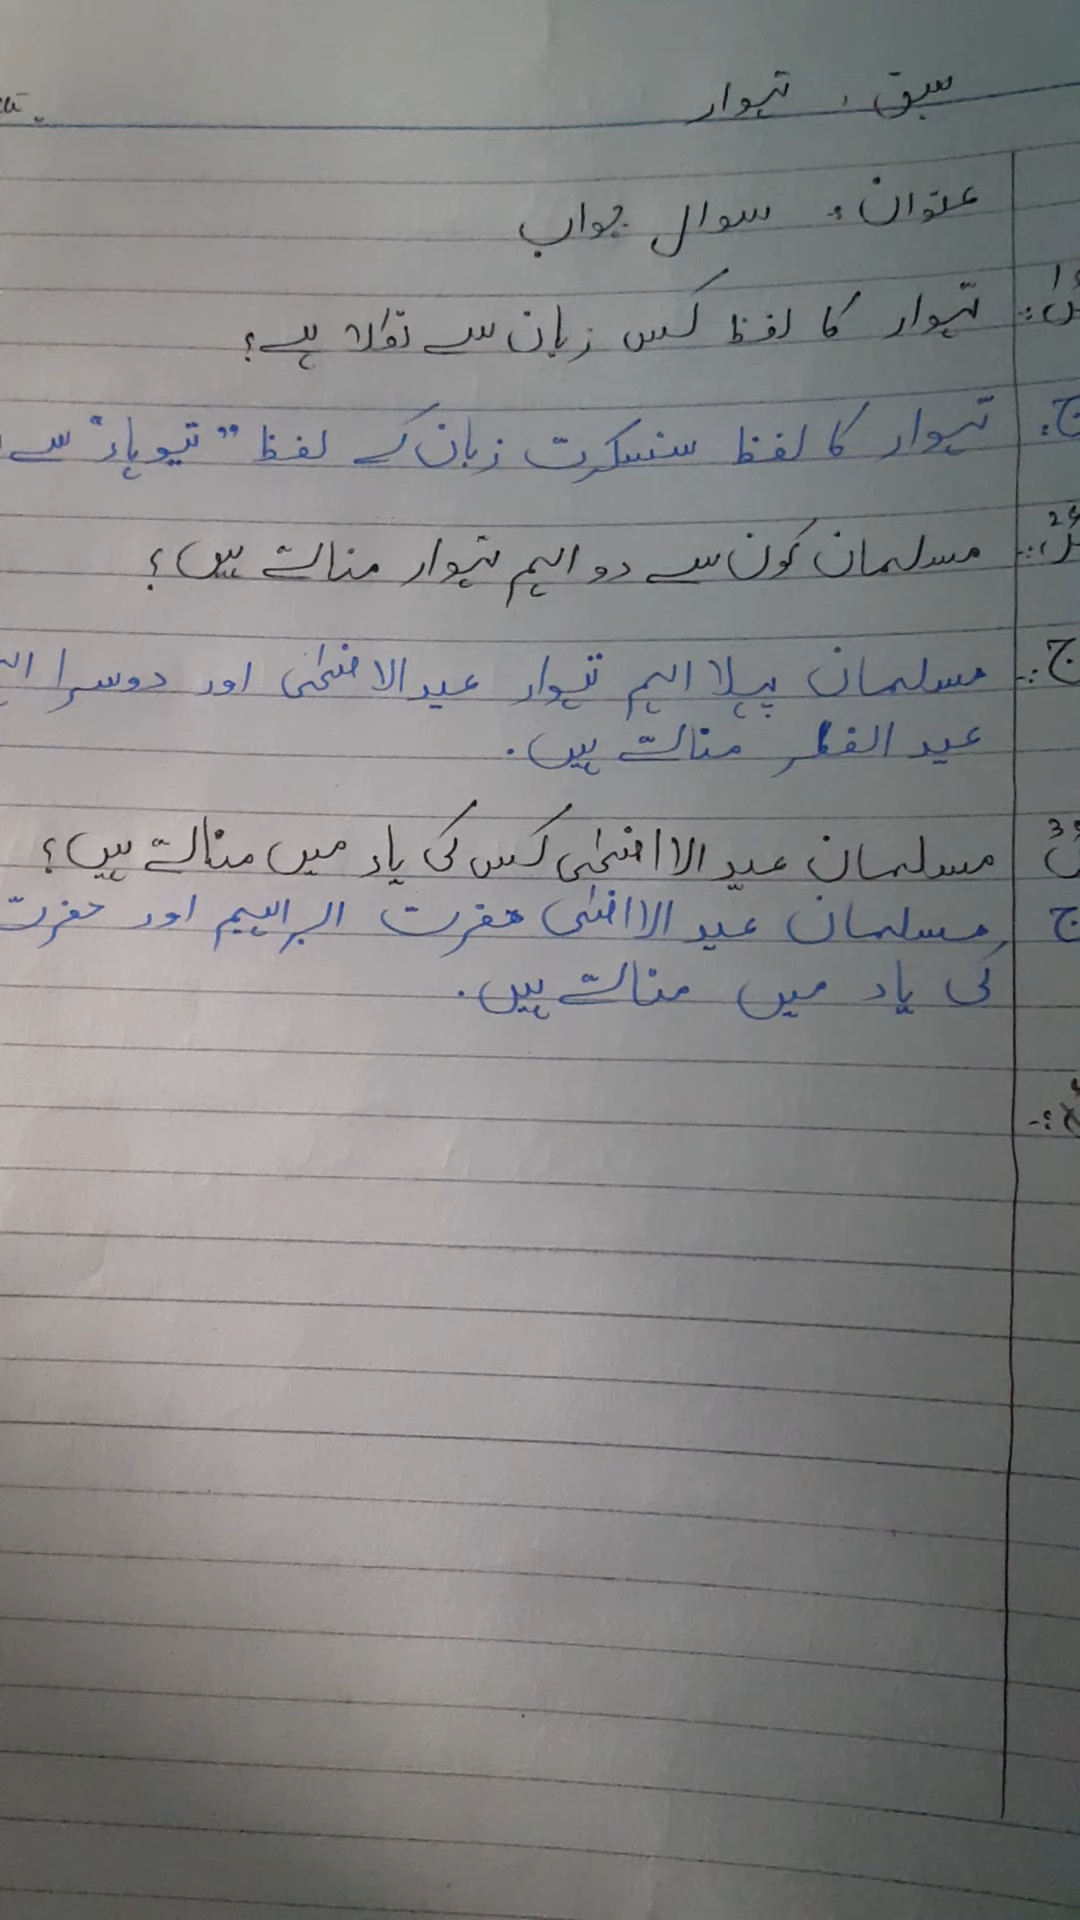 سبق: تہوار
عنوان: سوال جواب
س1: تہوار کا لفظ کس زبان سے نکلا ہے؟
ج: تہوار کا لفظ سنسکرت زبان کے لفظ "تیوہار" سے
س2: مسلمان کون سے دو اہم تہوار مناتے ہیں؟
ج: مسلمان پہلا اہم تہوار عید الاضحٰی اور دوسرا
عید الفطر مناتے ہیں.
س3 مسلمان عید الااضحٰی کس کی یاد میں مناتے ہیں؟
ج مسلمان عید الااضحٰی حضرت ابراہیم اور حضرت
کی یاد میں مناتے ہیں.